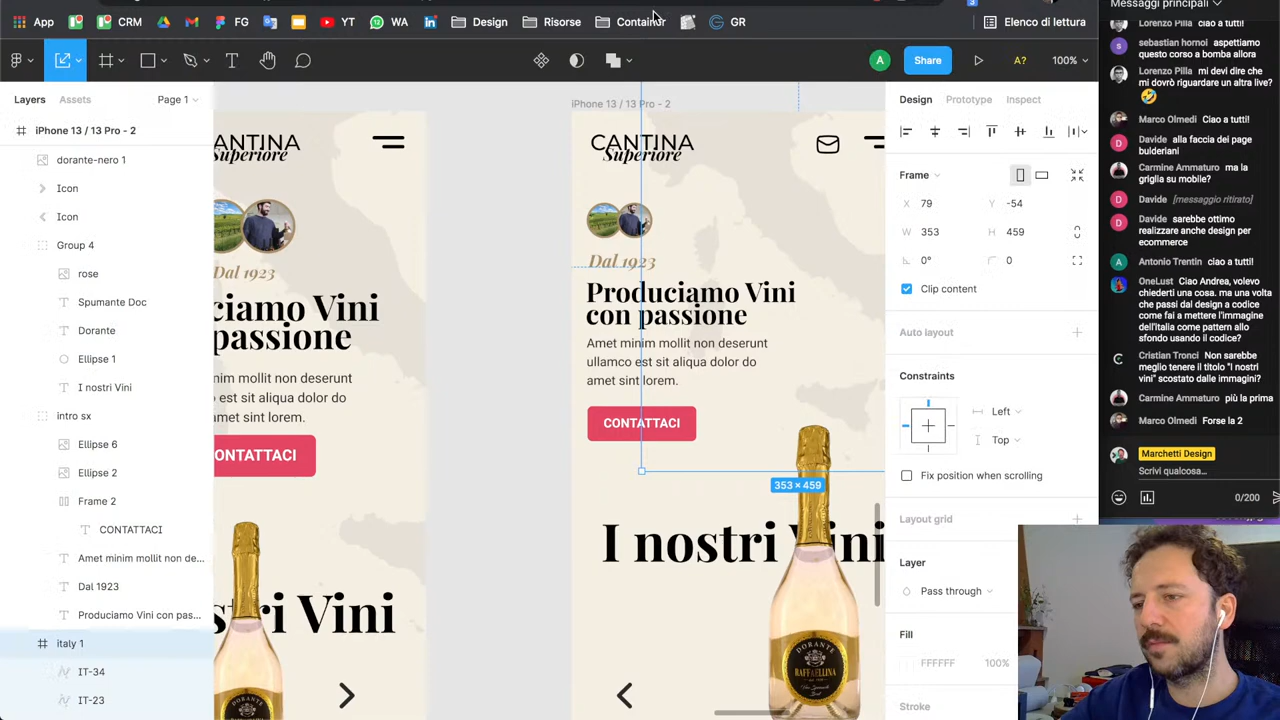 App
CRM
FG
YT
WA
Design
Risorse
Container
GR
Elenco di lettura
Share
A
A?
100%
Layers
Assets
Page 1
iPhone 13 / 13 Pro - 2
dorante-nero 1
Icon
Icon
Group 4
rose
Spumante Doc
Dorante
Ellipse 1
I nostri Vini
intro sx
Ellipse 6
Ellipse 2
Frame 2
CONTATTACI
Amet minim mollit non de...
Dal 1923
Produciamo Vini con pas...
italy 1
IT-34
IT-23
ANTINA
Superiore
Dal 1923
ciamo Vini
passione
nim mollit non deserunt
co est sit aliqua dolor do
amet sint lorem.
ONTATTACI
stri Vini
iPhone 13 / 13 Pro - 2
CANTINA
Superiore
Dal 1923
Produciamo Vini
con passione
Amet minim mollit non deserunt
ullamco est sit aliqua dolor do
amet sint lorem.
CONTATTACI
353 × 459
I nostri Vini
DORANTE
RAFFAELLINA
Design
Prototype
Inspect
Frame
X 79
Y -54
W 353
H 459
0°
0
Clip content
Auto layout
Constraints
Left
Top
Fix position when scrolling
Layout grid
Layer
Pass through
Fill
FFFFFF 100%
Stroke
Messaggi principali
Lorenzo Pilla ciao a tutti!
sebastian hornoi aspettiamo
questo corso a bomba allora
Lorenzo Pilla mi devi dire che
mi dovrò riguardare un altra live?
Marco Olmedi Ciao a tutti!
Davide alla faccia dei page
bulderiani
Carmine Ammaturo ma la
griglia su mobile?
Davide [messaggio ritirato]
Davide sarebbe ottimo
realizzare anche design per
ecommerce
Antonio Trentin ciao a tutti!
OneLust Ciao Andrea, volevo
chiederti una cosa. ma una volta
che passi dal design a codice
come fai a mettere l'immagine
dell'italia come pattern allo
sfondo usando il codice?
Cristian Tronci Non sarebbe
meglio tenere il titolo "I nostri
vini" scostato dalle immagini?
Carmine Ammaturo più la prima
Marco Olmedi Forse la 2
Marchetti Design
Scrivi qualcosa...
0/200